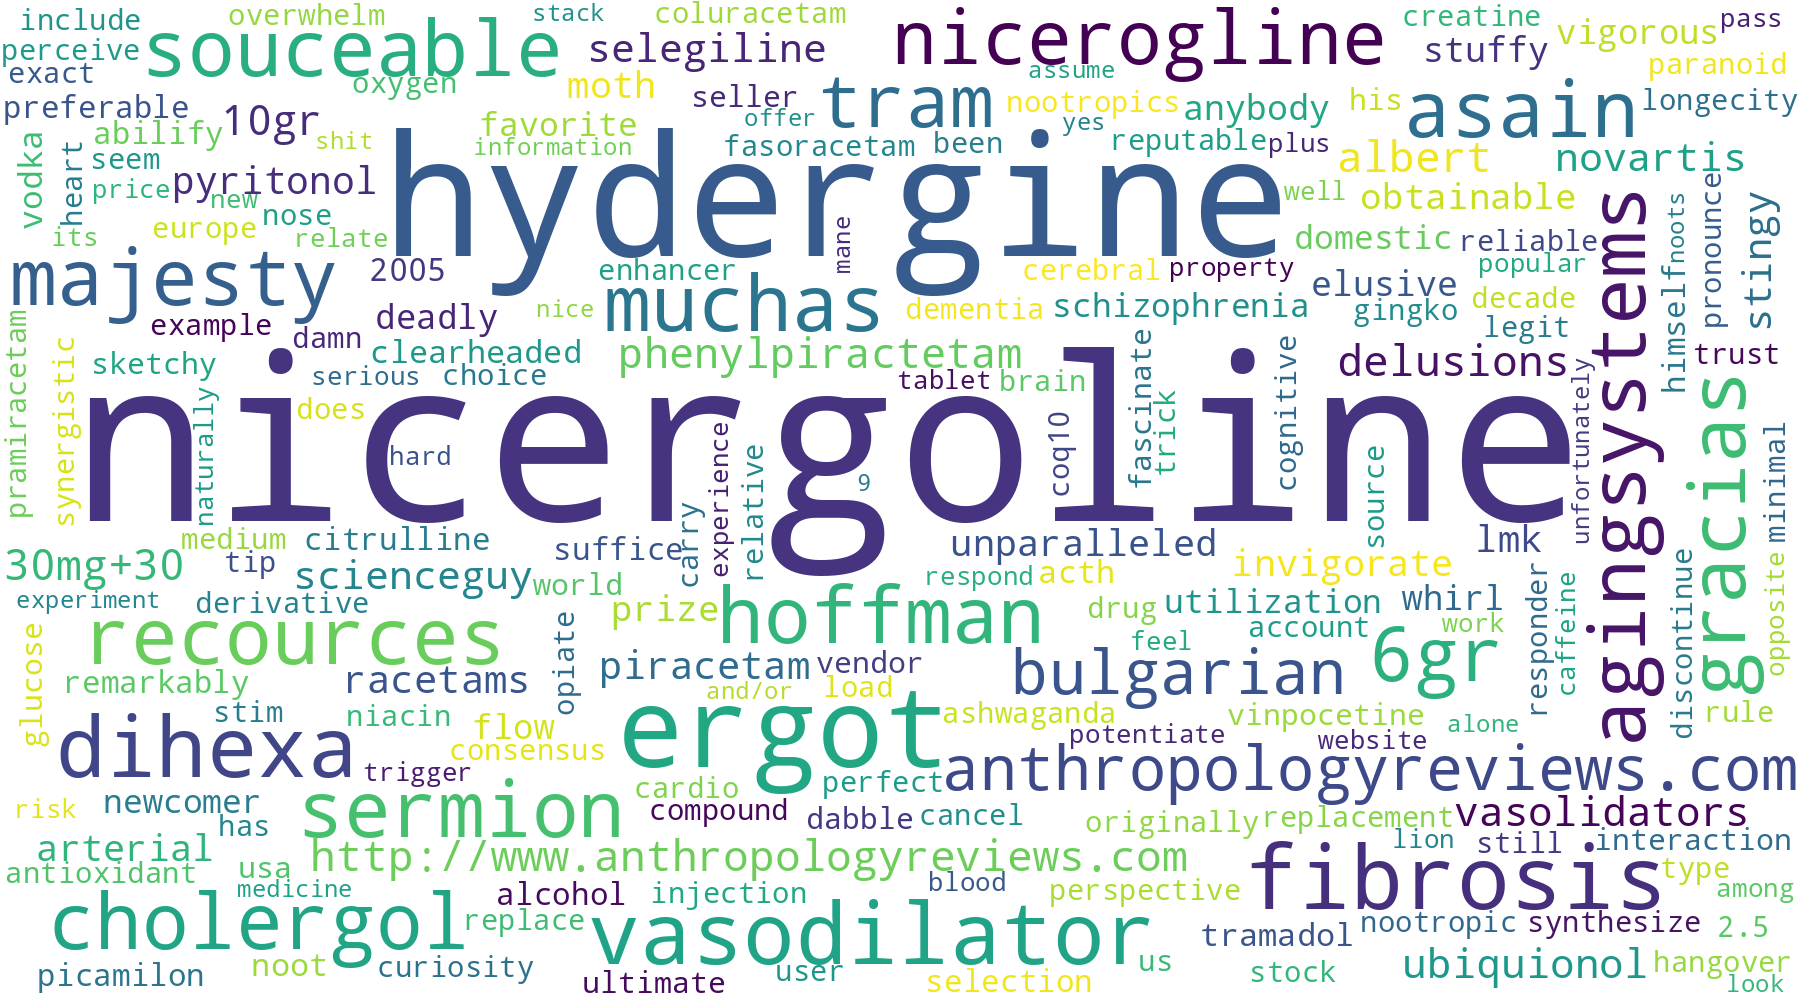 include
overwhelm
stack
coluracetam
nicerogline
creatine
vigorous
pass
perceive
souceable
selegiline
stuffy
exact
oxygen
moth
assume
paranoid
preferable
10gr
seller
tram
nootropics
anybody
his
asain
longecity
abilify
shit
favorite
offer
yes
vodka
heart
seem
information
fasoracetam
been
reputable
plus
albert
novartis
price
pyritonol
hydergine
new
nose
well
obtainable
pronounce
its
europe
relate
mane
domestic
reliable
himself
noots
stingy
majesty
2005
enhancer
muchas
cerebral
property
elusive
popular
agingsystems
example
damn
deadly
nice
dementia
schizophrenia
gingko
decade
legit
pramiracetam
synergistic
sketchy
clearheaded
phenylpiractetam
delusions
trust
serious
choice
tablet
brain
fascinate
trick
cognitive
unfortunately
gracias
naturally
does
nicergoline
hard
experience
relative
9
coq10
source
minimal
medium
citrulline
suffice
carry
unparalleled
lmk
30mg+30
tip
scienceguy
world
respond
acth
invigorate
experiment
derivative
prize
hoffman
drug
utilization
whirl
responder
caffeine
discontinue
opposite
glucose
recources
opiate
feel
account
6gr
work
remarkably
racetams
piracetam
vendor
bulgarian
and/or
load
stim
niacin
flow
ergot
ashwaganda
vinpocetine
alone
rule
dihexa
consensus
potentiate
website
trigger
cardio
perfect
anthropologyreviews.com
risk
newcomer
sermion
compound
dabble
cancel
originally
replacement
vasolidators
has
arterial
http://www.anthropologyreviews.com
lion
still
interaction
antioxidant
usa
medicine
alcohol
injection
blood
perspective
fibrosis
type
among
cholergol
replace
vasodilator
tramadol
nootropic
synthesize
2.5
picamilon
noot
curiosity
ultimate
user
selection
us
stock
ubiquionol
hangover
look